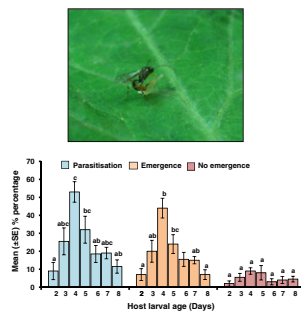 Parasitisation Emergence No emergence
Mean (±SE) % percentage
70
60
50
40
30
20
10
0
a abc c bc abc abc ab
a ab b ab ab a
a a a a a a a
2 3 4 5 6 7 8 2 3 4 5 6 7 8 2 3 4 5 6 7 8
Host larval age (Days)